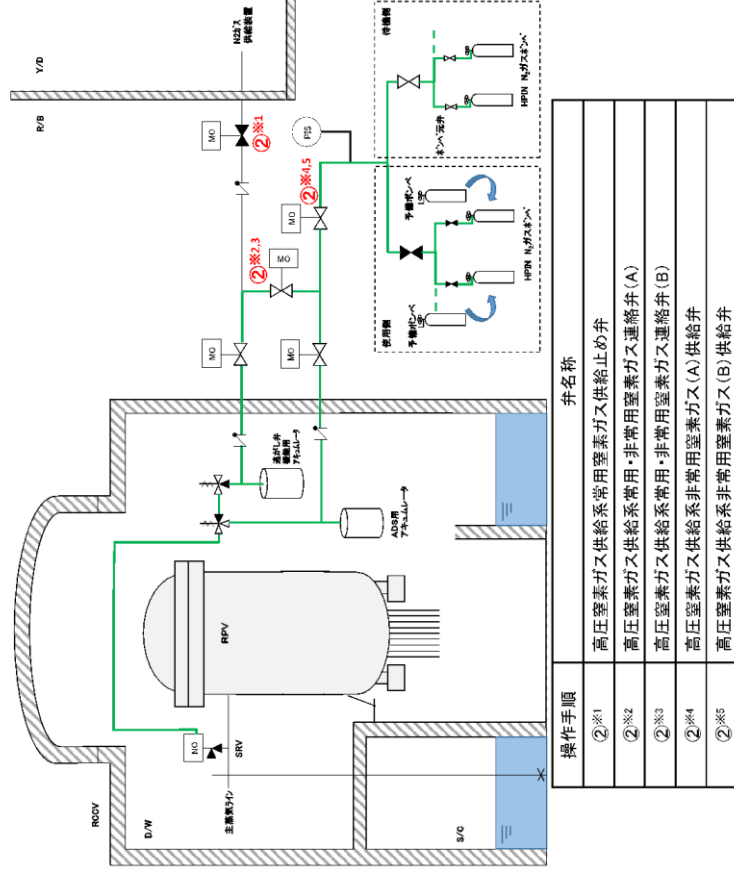 RCCV
D/W
S/C
主蒸気ライン
SRV
NO
RPV
ADS用
アキュムレータ
逃がし弁
機能用
アキュムレータ
R/B
Y/D
N2ガス
供給装置
MO
②※1
MO
②※2,3
MO
MO
MO
②※4,5
PIS
使用側
予備ボンベ
予備ボンベ
HPIN N₂ガスボンベ
待機側
ボンベ元弁
HPIN N₂ガスボンベ
操作手順 弁名称
②※1 高圧窒素ガス供給系常用窒素ガス供給止め弁
②※2 高圧窒素ガス供給系常用・非常用窒素ガス連絡弁(A)
②※3 高圧窒素ガス供給系常用・非常用窒素ガス連絡弁(B)
②※4 高圧窒素ガス供給系非常用窒素ガス(A)供給弁
②※5 高圧窒素ガス供給系非常用窒素ガス(B)供給弁